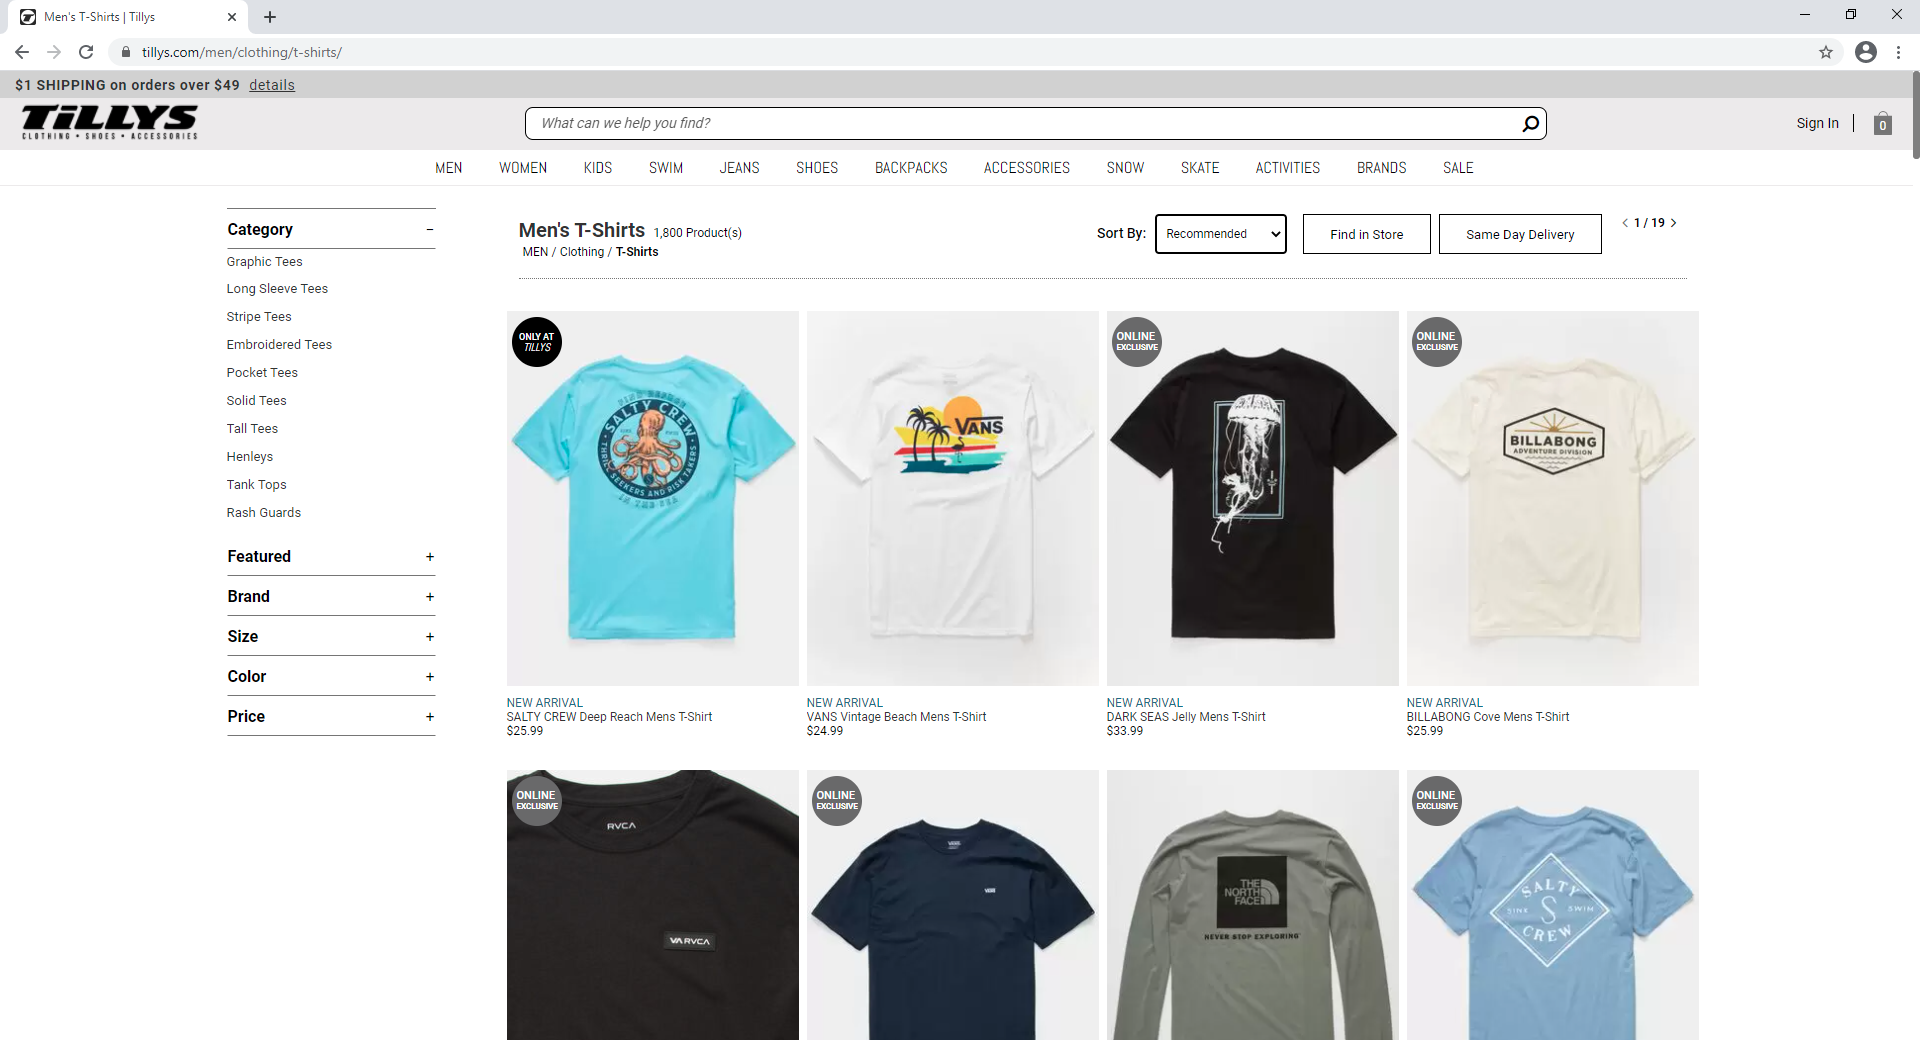 Men's T-Shirts | Tillys
tillys.com/men/clothing/t-shirts/
$1 SHIPPING on orders over $49 details
TiLLYS
CLOTHING • SHOES • ACCESSORIES
What can we help you find?
Sign In
0
MEN WOMEN KIDS SWIM JEANS SHOES BACKPACKS ACCESSORIES SNOW SKATE ACTIVITIES BRANDS SALE
Category −
Graphic Tees
Long Sleeve Tees
Stripe Tees
Embroidered Tees
Pocket Tees
Solid Tees
Tall Tees
Henleys
Tank Tops
Rash Guards
Featured +
Brand +
Size +
Color +
Price +
Men's T-Shirts 1,800 Product(s)
MEN / Clothing / T-Shirts
Sort By: Recommended
Find in Store
Same Day Delivery
< 1 / 19 >
ONLY AT
TILLYS
SALTY CREW
THRILL SEEKERS AND RISK TAKERS
IN THE SEA
NEW ARRIVAL
SALTY CREW Deep Reach Mens T-Shirt
$25.99
VANS
NEW ARRIVAL
VANS Vintage Beach Mens T-Shirt
$24.99
ONLINE
EXCLUSIVE
NEW ARRIVAL
DARK SEAS Jelly Mens T-Shirt
$33.99
ONLINE
EXCLUSIVE
BILLABONG
ADVENTURE DIVISION
NEW ARRIVAL
BILLABONG Cove Mens T-Shirt
$25.99
ONLINE
EXCLUSIVE
RVCA
VA RVCA
ONLINE
EXCLUSIVE
VANS
THE
NORTH
FACE
NEVER STOP EXPLORING
ONLINE
EXCLUSIVE
SALTY
SINK S SWIM
CREW